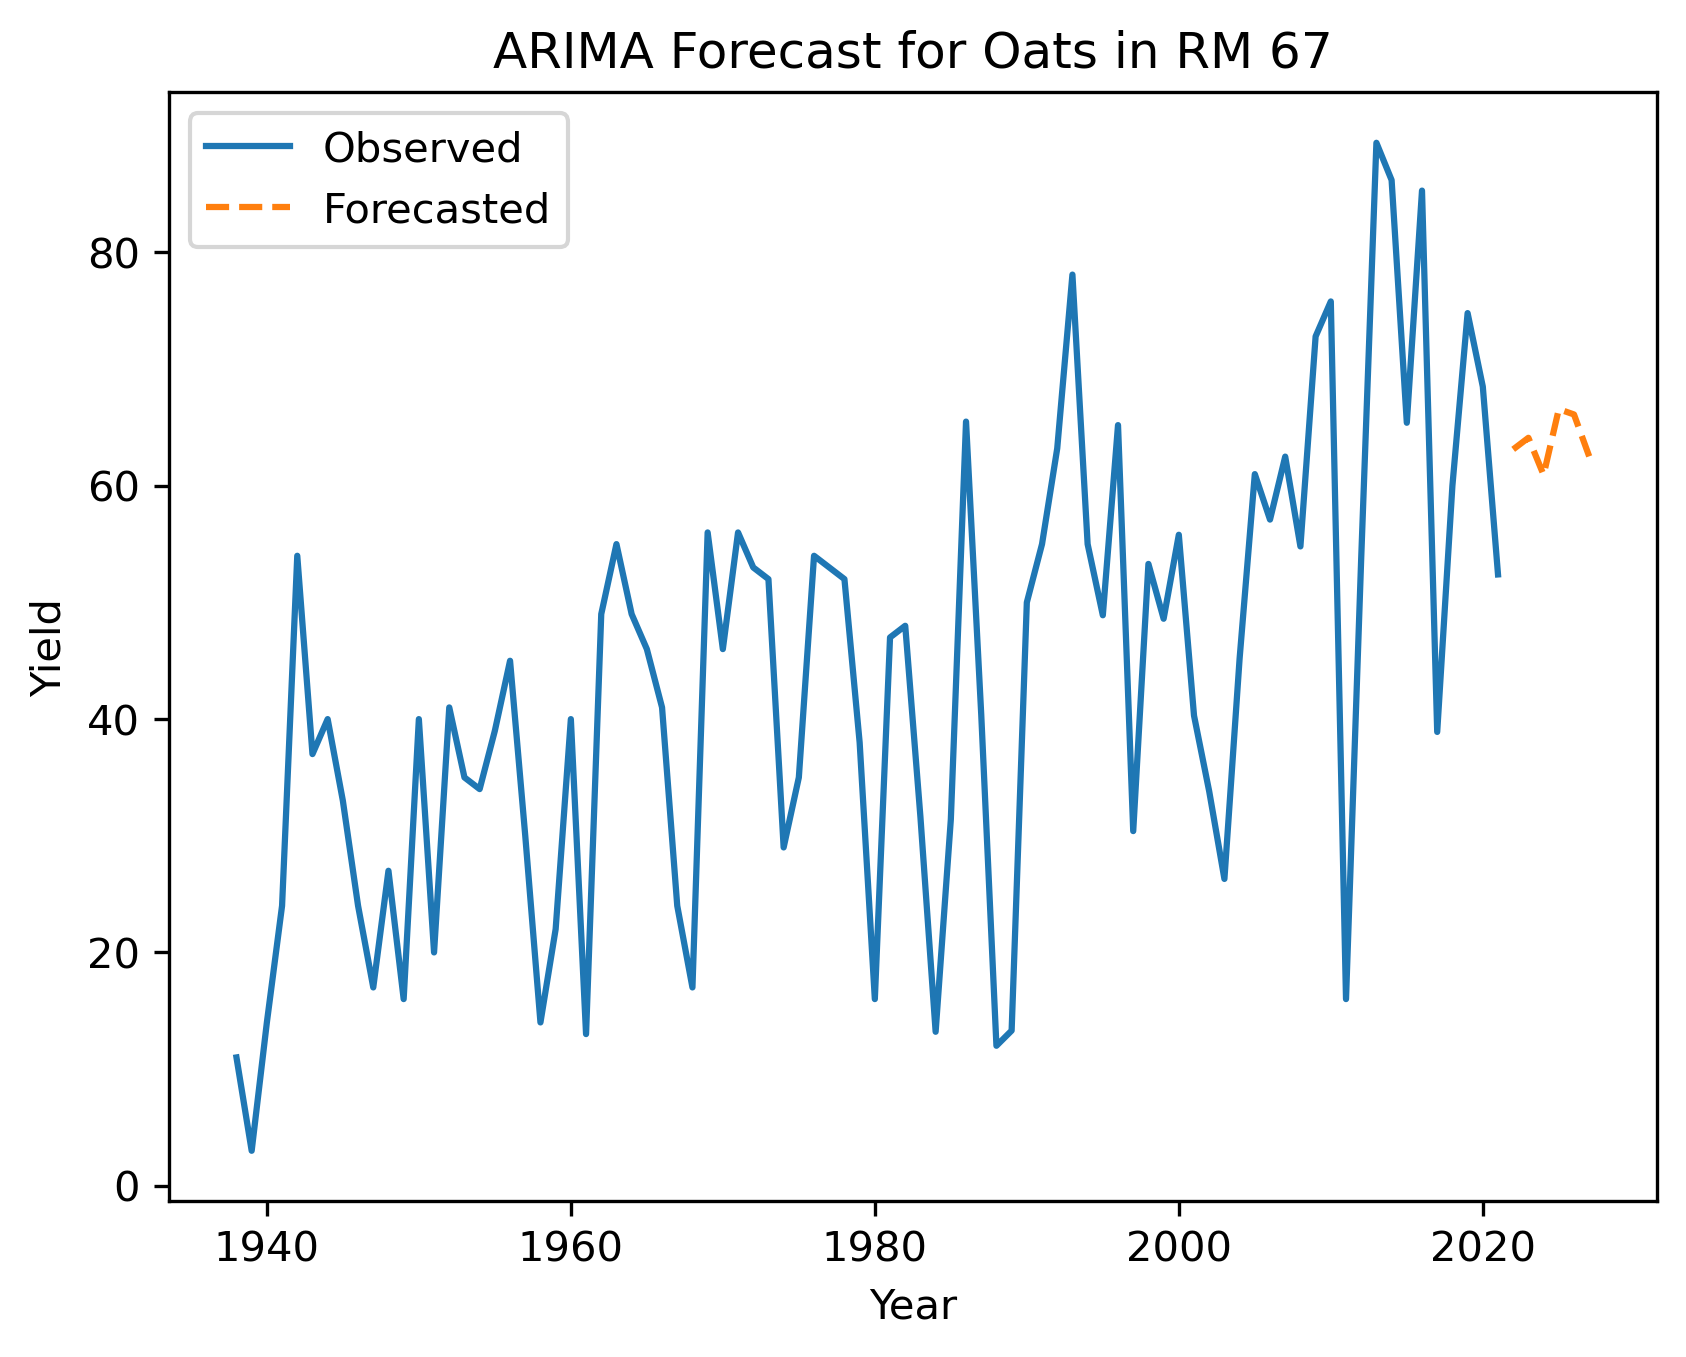 ARIMA Forecast for Oats in RM 67
Observed
Forecasted
80
60
40
20
0
Yield
1940 1960 1980 2000 2020
Year